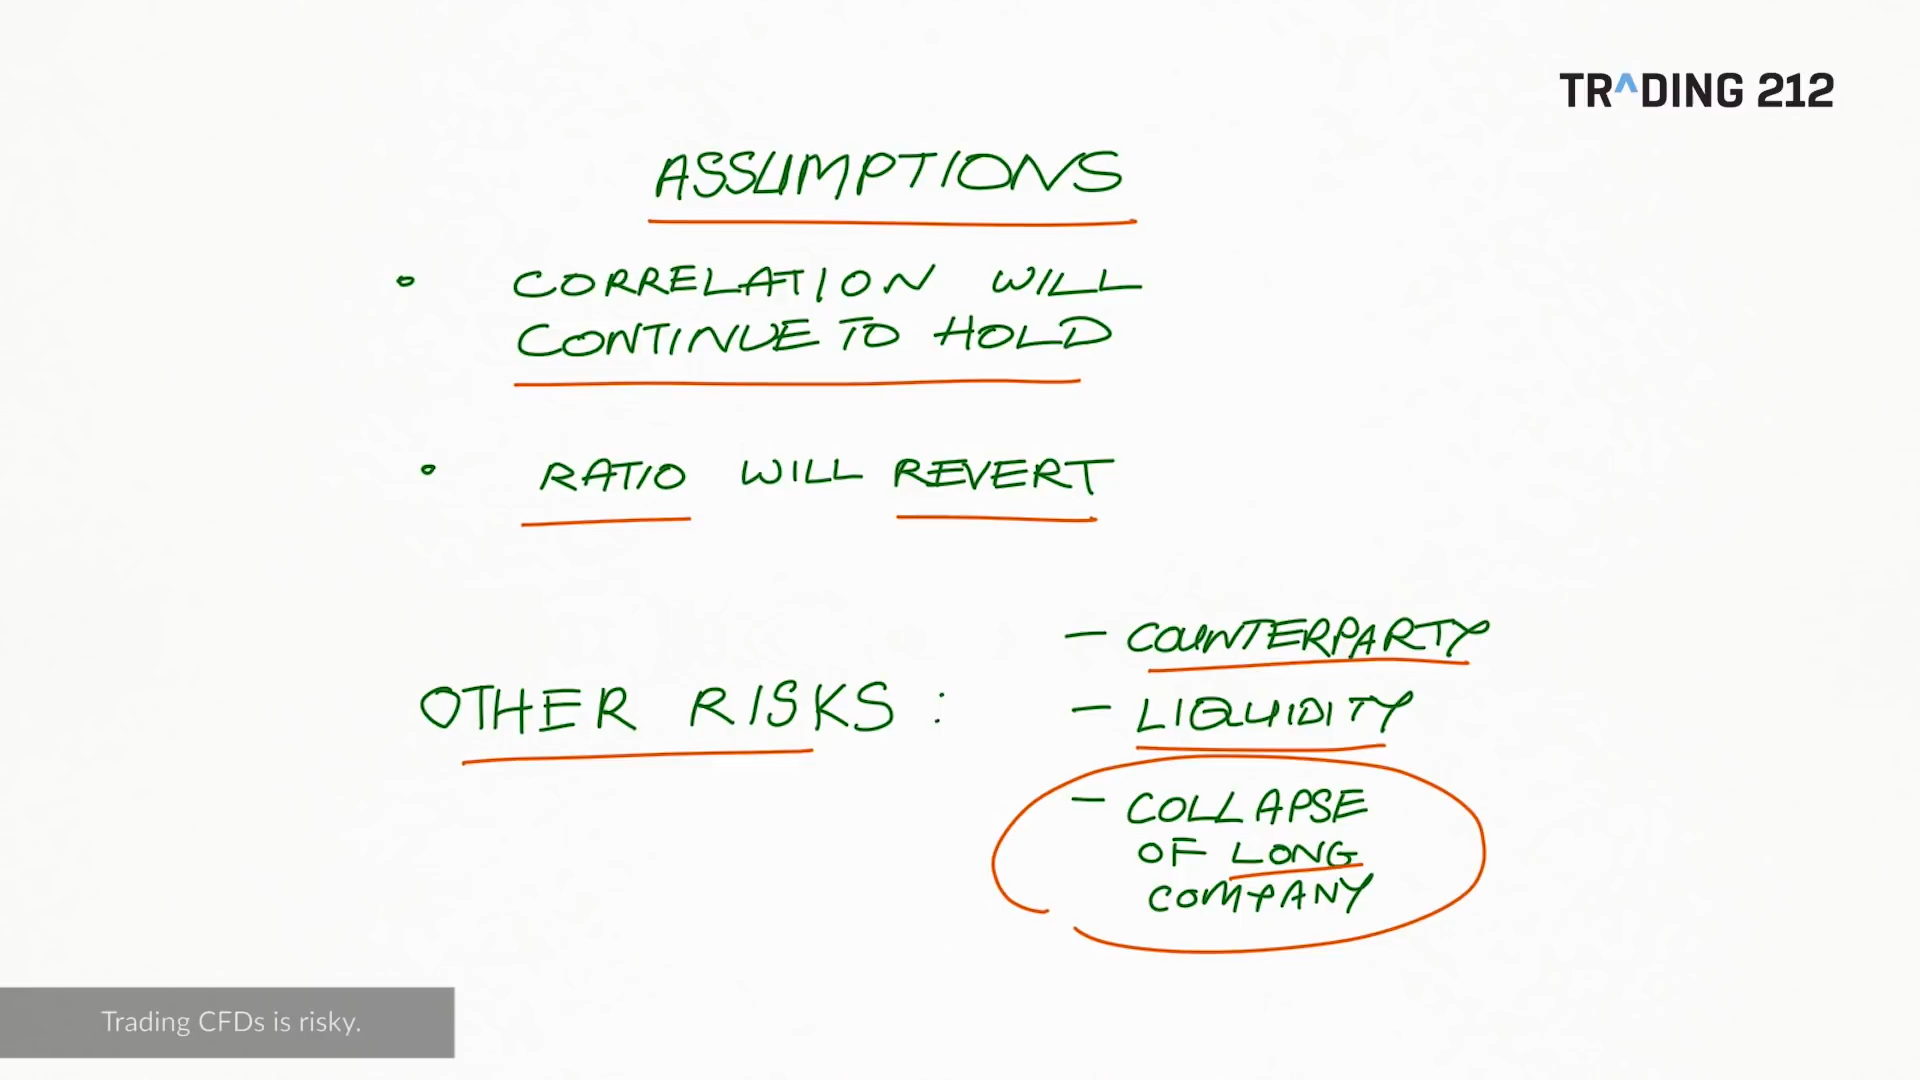 TRADING 212
ASSUMPTIONS
• CORRELATION WILL
CONTINUE TO HOLD
• RATIO WILL REVERT
OTHER RISKS :
– COUNTERPARTY
– LIQUIDITY
– COLLAPSE
OF LONG
COMPANY
Trading CFDs is risky.